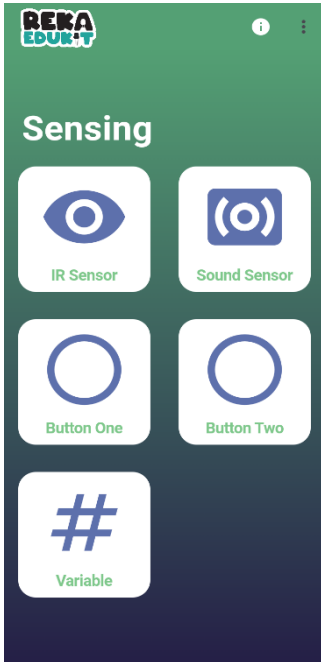 REKA
EDUKIT
Sensing
IR Sensor
Sound Sensor
Button One
Button Two
#
Variable